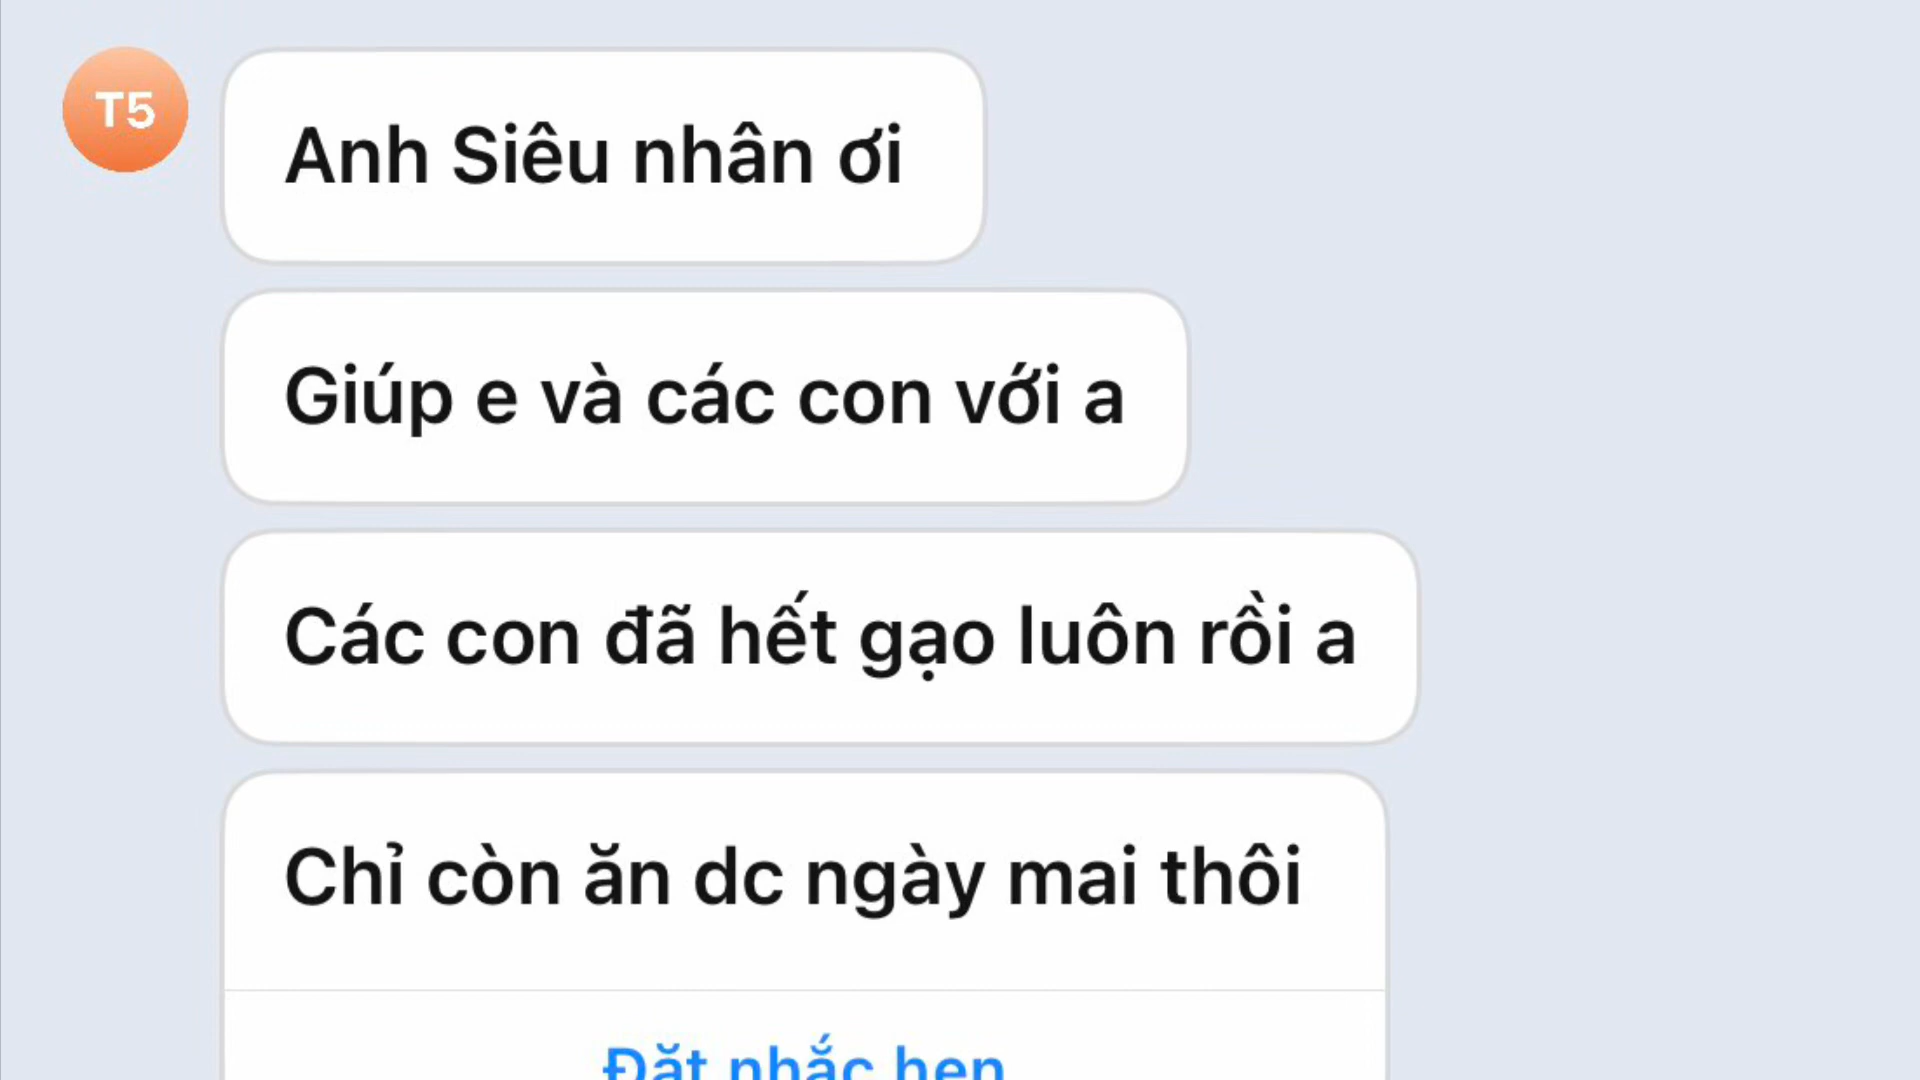 T5
Anh Siêu nhân ơi
Giúp e và các con với a
Các con đã hết gạo luôn rồi a
Chỉ còn ăn dc ngày mai thôi
Đặt nhắc hẹn